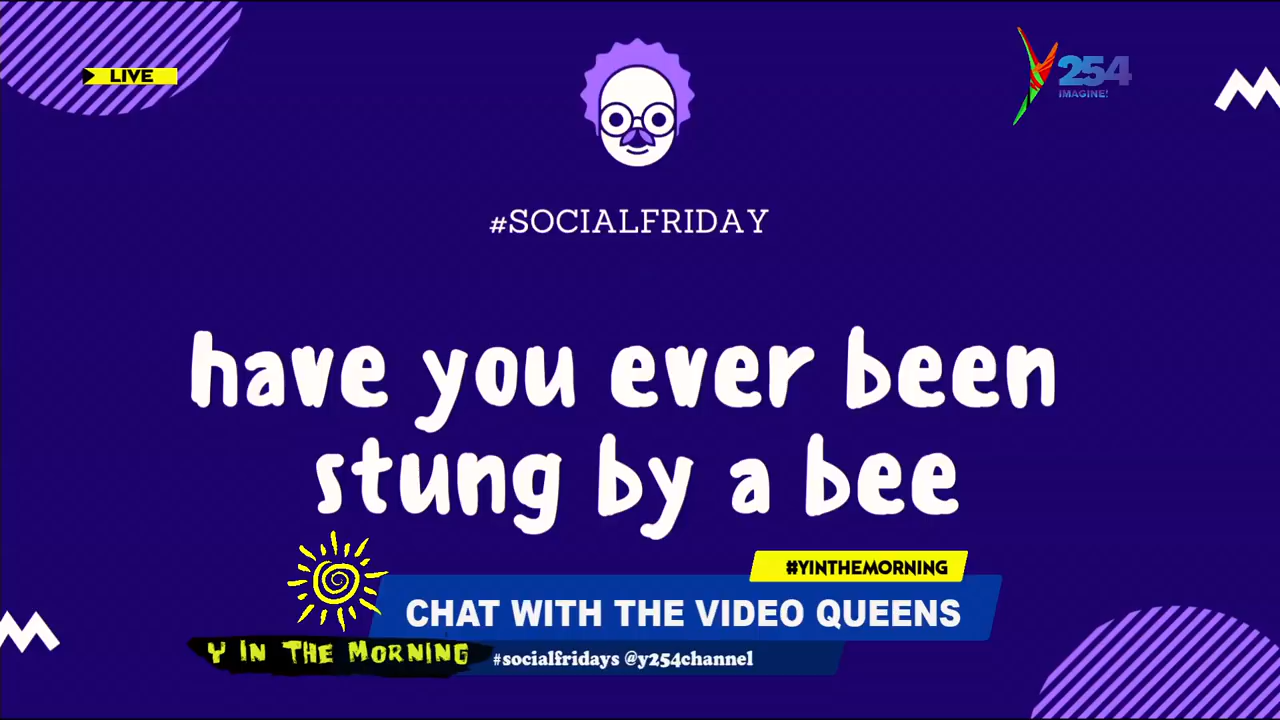 LIVE
254
IMAGINE!
#SOCIALFRIDAY
have you ever been
stung by a bee
#YINTHEMORNING
CHAT WITH THE VIDEO QUEENS
Y IN THE MORNING
#socialfridays @y254channel